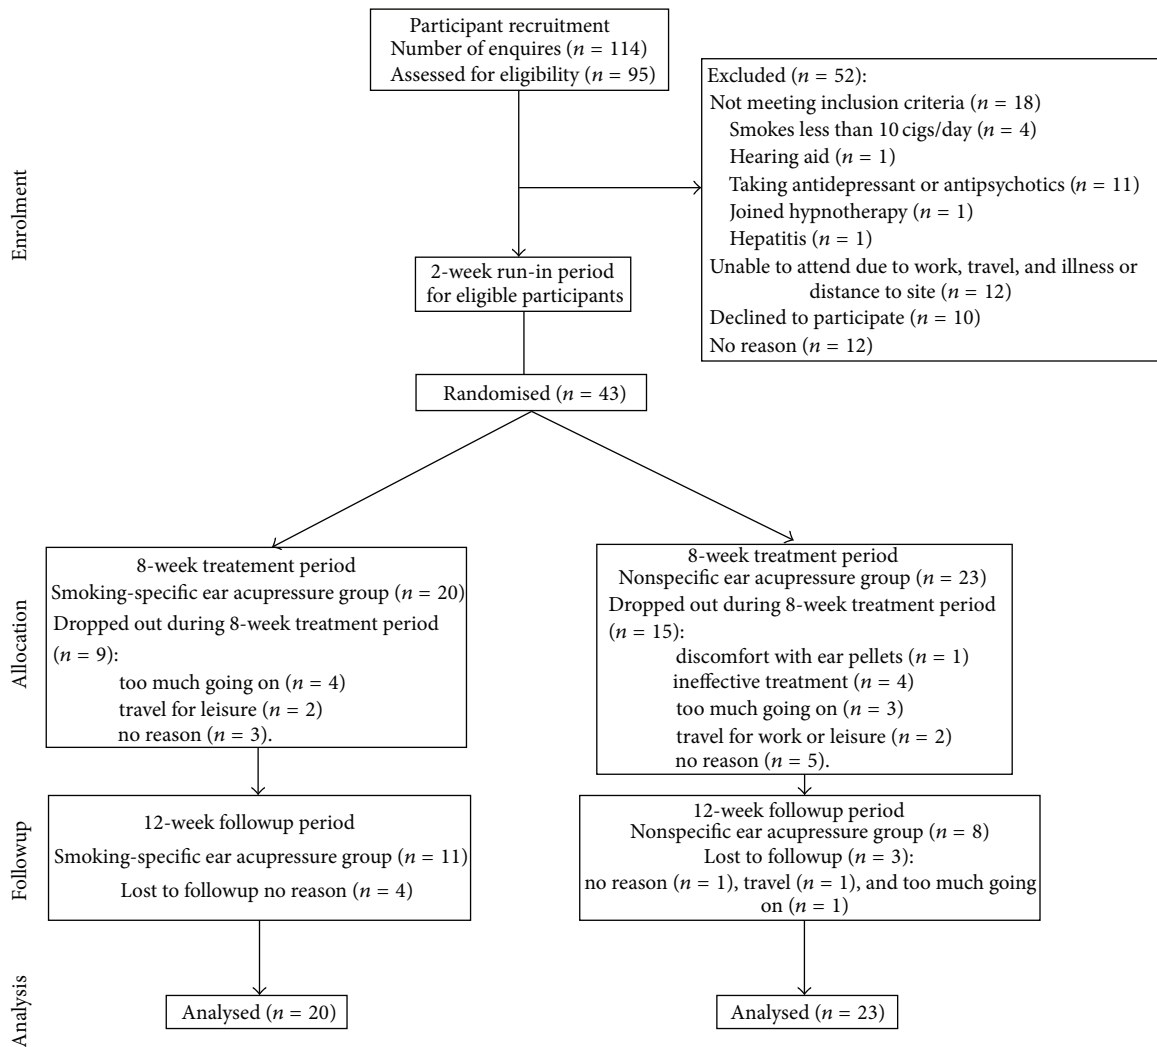 Participant recruitment
Number of enquires (n = 114)
Assessed for eligibility (n = 95)
Excluded (n = 52):
Not meeting inclusion criteria (n = 18)
Smokes less than 10 cigs/day (n = 4)
Hearing aid (n = 1)
Taking antidepressant or antipsychotics (n = 11)
Joined hypnotherapy (n = 1)
Hepatitis (n = 1)
Unable to attend due to work, travel, and illness or
distance to site (n = 12)
Declined to participate (n = 10)
No reason (n = 12)
Enrolment
2-week run-in period
for eligible participants
Randomised (n = 43)
Allocation
8-week treatement period
Smoking-specific ear acupressure group (n = 20)
Dropped out during 8-week treatment period
(n = 9):
too much going on (n = 4)
travel for leisure (n = 2)
no reason (n = 3).
8-week treatment period
Nonspecific ear acupressure group (n = 23)
Dropped out during 8-week treatment period
(n = 15):
discomfort with ear pellets (n = 1)
ineffective treatment (n = 4)
too much going on (n = 3)
travel for work or leisure (n = 2)
no reason (n = 5).
Followup
12-week followup period
Smoking-specific ear acupressure group (n = 11)
Lost to followup no reason (n = 4)
12-week followup period
Nonspecific ear acupressure group (n = 8)
Lost to followup (n = 3):
no reason (n = 1), travel (n = 1), and too much going
on (n = 1)
Analysis
Analysed (n = 20)
Analysed (n = 23)